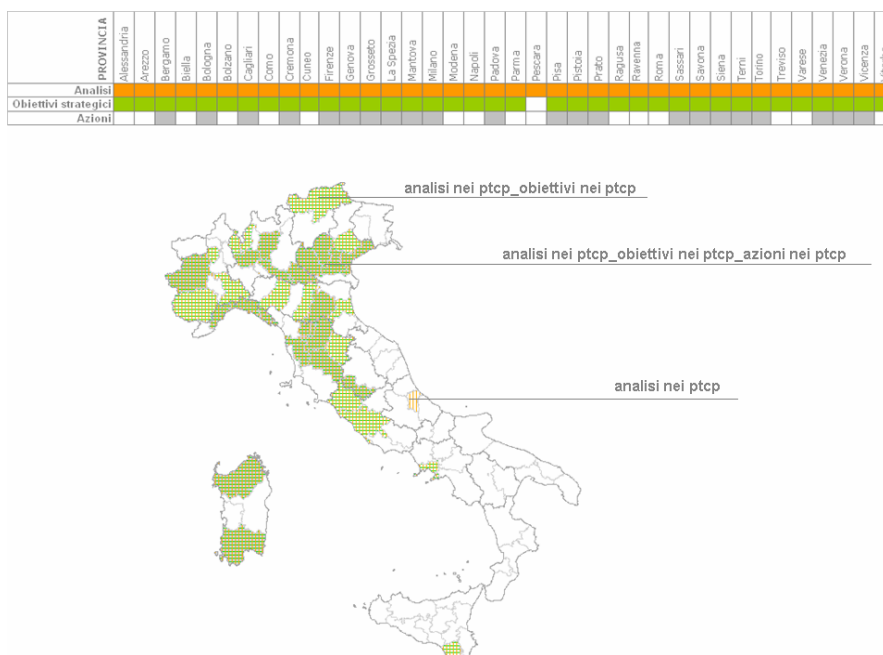 PROVINCIA
Alessandria
Arezzo
Bergamo
Biella
Bologna
Bolzano
Cagliari
Como
Cremona
Cuneo
Firenze
Genova
Grosseto
La Spezia
Mantova
Milano
Modena
Napoli
Padova
Parma
Pescara
Pisa
Pistoia
Prato
Ragusa
Ravenna
Roma
Sassari
Savona
Siena
Terni
Torino
Treviso
Varese
Venezia
Verona
Vicenza
Analisi
Obiettivi strategici
Azioni
analisi nei ptcp_obiettivi nei ptcp
analisi nei ptcp_obiettivi nei ptcp_azioni nei ptcp
analisi nei ptcp